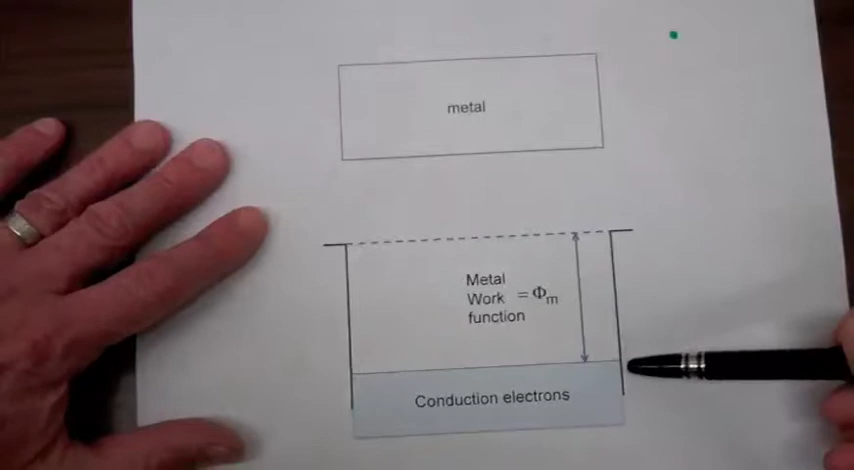 metal
Metal
Work = Φm
function
Conduction electrons